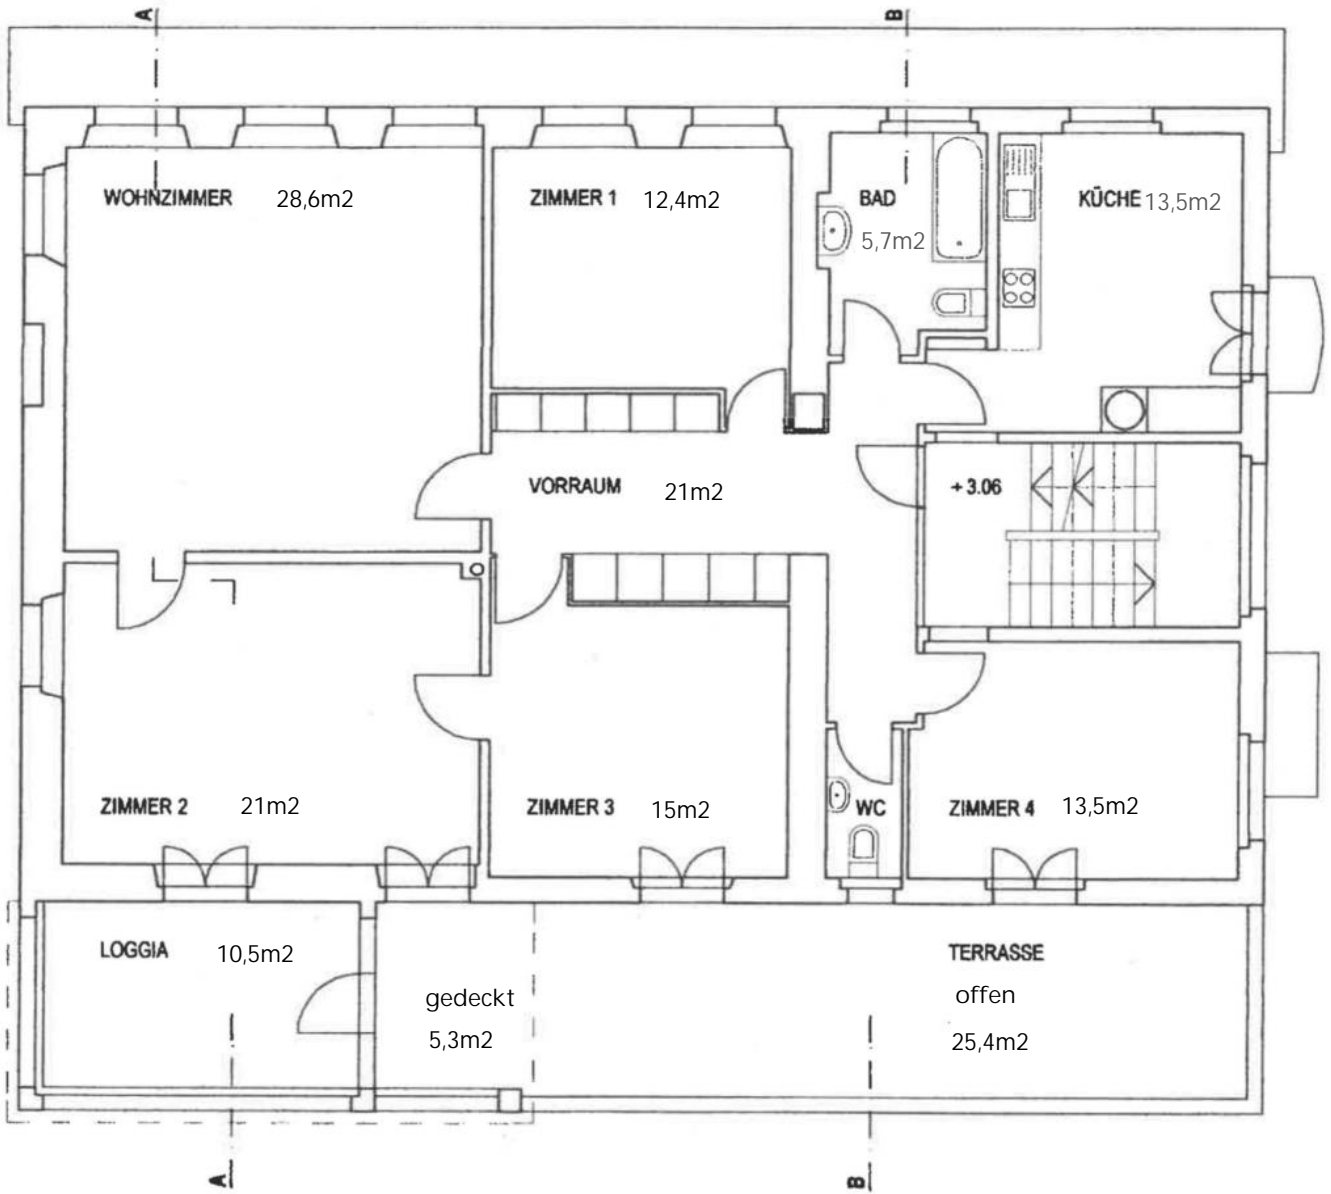 A
B
WOHNZIMMER 28,6m2
ZIMMER 1 12,4m2
BAD
5,7m2
KÜCHE 13,5m2
VORRAUM 21m2
+ 3.06
ZIMMER 2 21m2
ZIMMER 3 15m2
WC
ZIMMER 4 13,5m2
LOGGIA 10,5m2
gedeckt
5,3m2
TERRASSE
offen
25,4m2
A
B